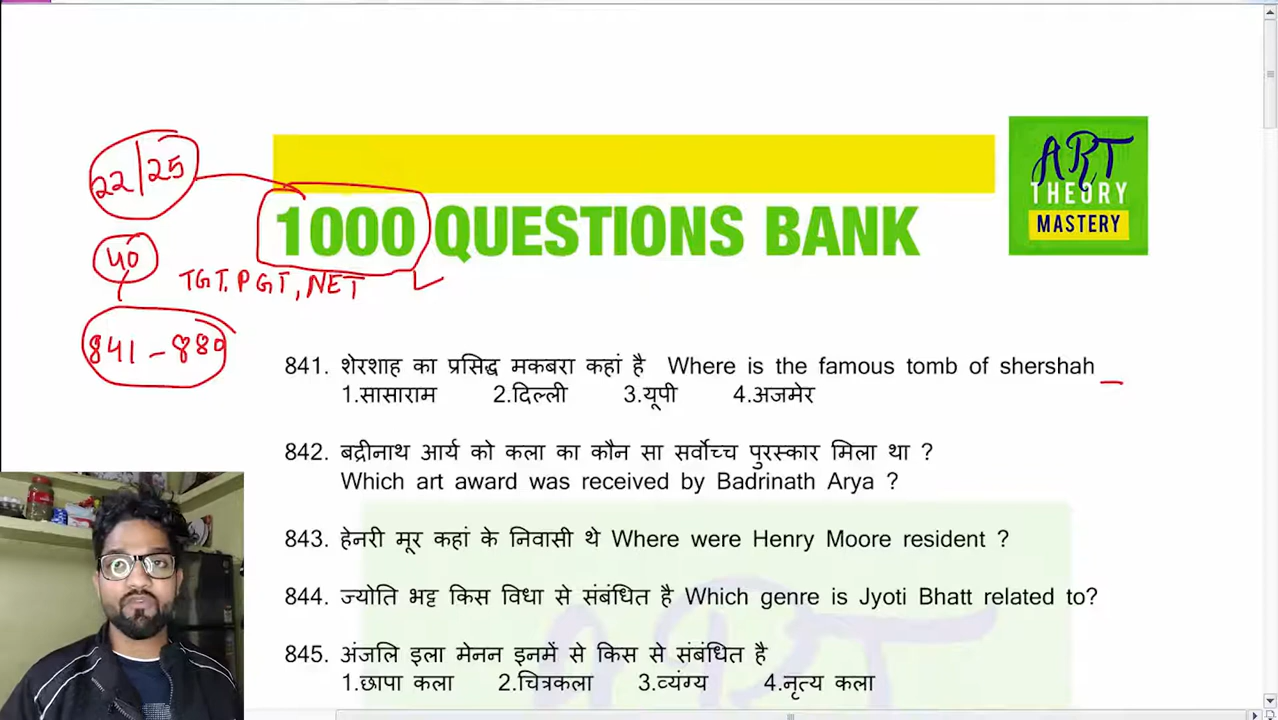 22/25
ART
THEORY
MASTERY
1000 QUESTIONS BANK
40
TGT, PGT, NET
841-880
841. शेरशाह का प्रसिद्ध मकबरा कहां है Where is the famous tomb of shershah
1.सासाराम 2.दिल्ली 3.यूपी 4.अजमेर
842. बद्रीनाथ आर्य को कला का कौन सा सर्वोच्च पुरस्कार मिला था ?
Which art award was received by Badrinath Arya ?
843. हेनरी मूर कहां के निवासी थे Where were Henry Moore resident ?
844. ज्योति भट्ट किस विधा से संबंधित है Which genre is Jyoti Bhatt related to?
845. अंजलि इला मेनन इनमें से किस से संबंधित है
1.छापा कला 2.चित्रकला 3.व्यंग्य 4.नृत्य कला
ART